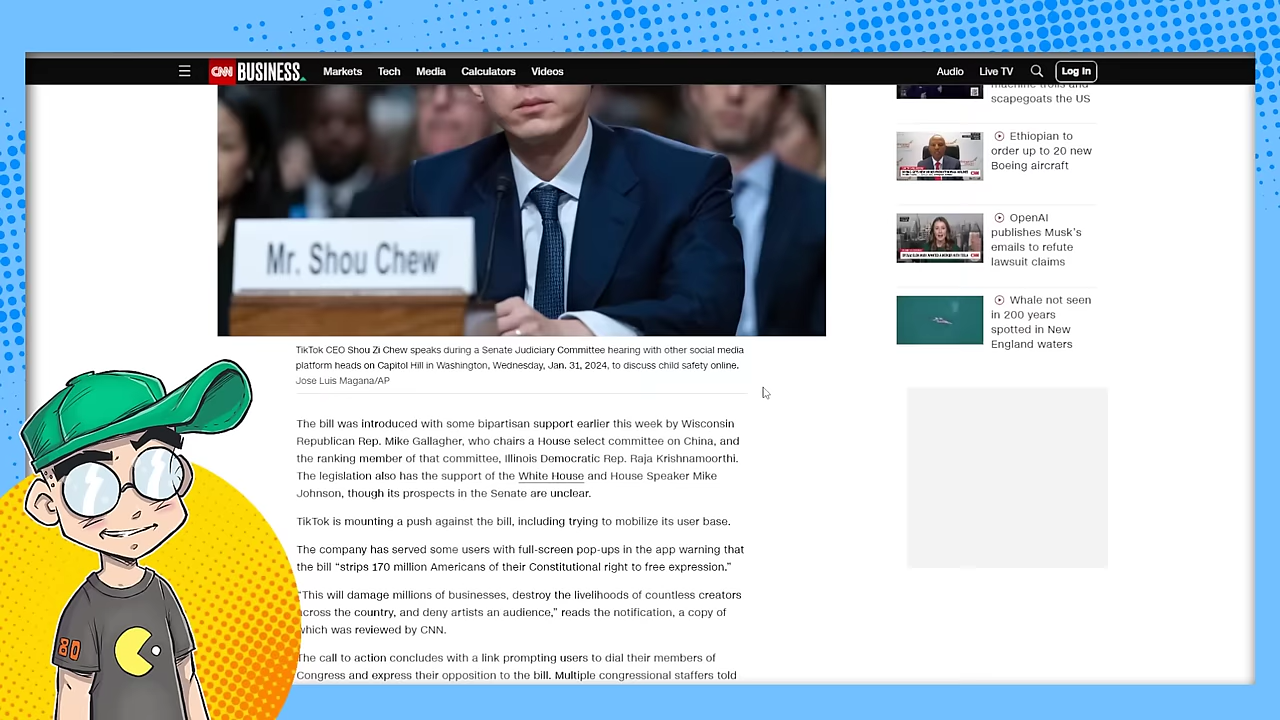 CNN BUSINESS Markets Tech Media Calculators Videos Audio Live TV Log In
Mr. Shou Chew
TikTok CEO Shou Zi Chew speaks during a Senate Judiciary Committee hearing with other social media
platform heads on Capitol Hill in Washington, Wednesday, Jan. 31, 2024, to discuss child safety online.
Jose Luis Magana/AP
The bill was introduced with some bipartisan support earlier this week by Wisconsin
Republican Rep. Mike Gallagher, who chairs a House select committee on China, and
the ranking member of that committee, Illinois Democratic Rep. Raja Krishnamoorthi.
The legislation also has the support of the White House and House Speaker Mike
Johnson, though its prospects in the Senate are unclear.
TikTok is mounting a push against the bill, including trying to mobilize its user base.
The company has served some users with full-screen pop-ups in the app warning that
the bill “strips 170 million Americans of their Constitutional right to free expression.”
“This will damage millions of businesses, destroy the livelihoods of countless creators
across the country, and deny artists an audience,” reads the notification, a copy of
which was reviewed by CNN.
The call to action concludes with a link prompting users to dial their members of
Congress and express their opposition to the bill. Multiple congressional staffers told
machine trolls and
scapegoats the US
Ethiopian to
order up to 20 new
Boeing aircraft
OpenAI
publishes Musk's
emails to refute
lawsuit claims
Whale not seen
in 200 years
spotted in New
England waters
80